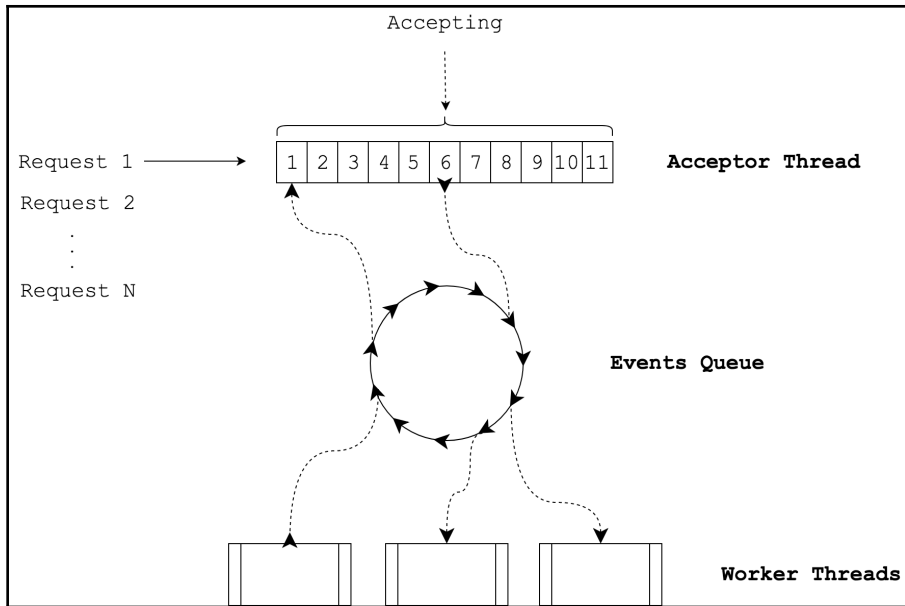 Accepting
Request 1
1 2 3 4 5 6 7 8 9 10 11
Acceptor Thread
Request 2
.
.
.
Request N
Events Queue
Worker Threads